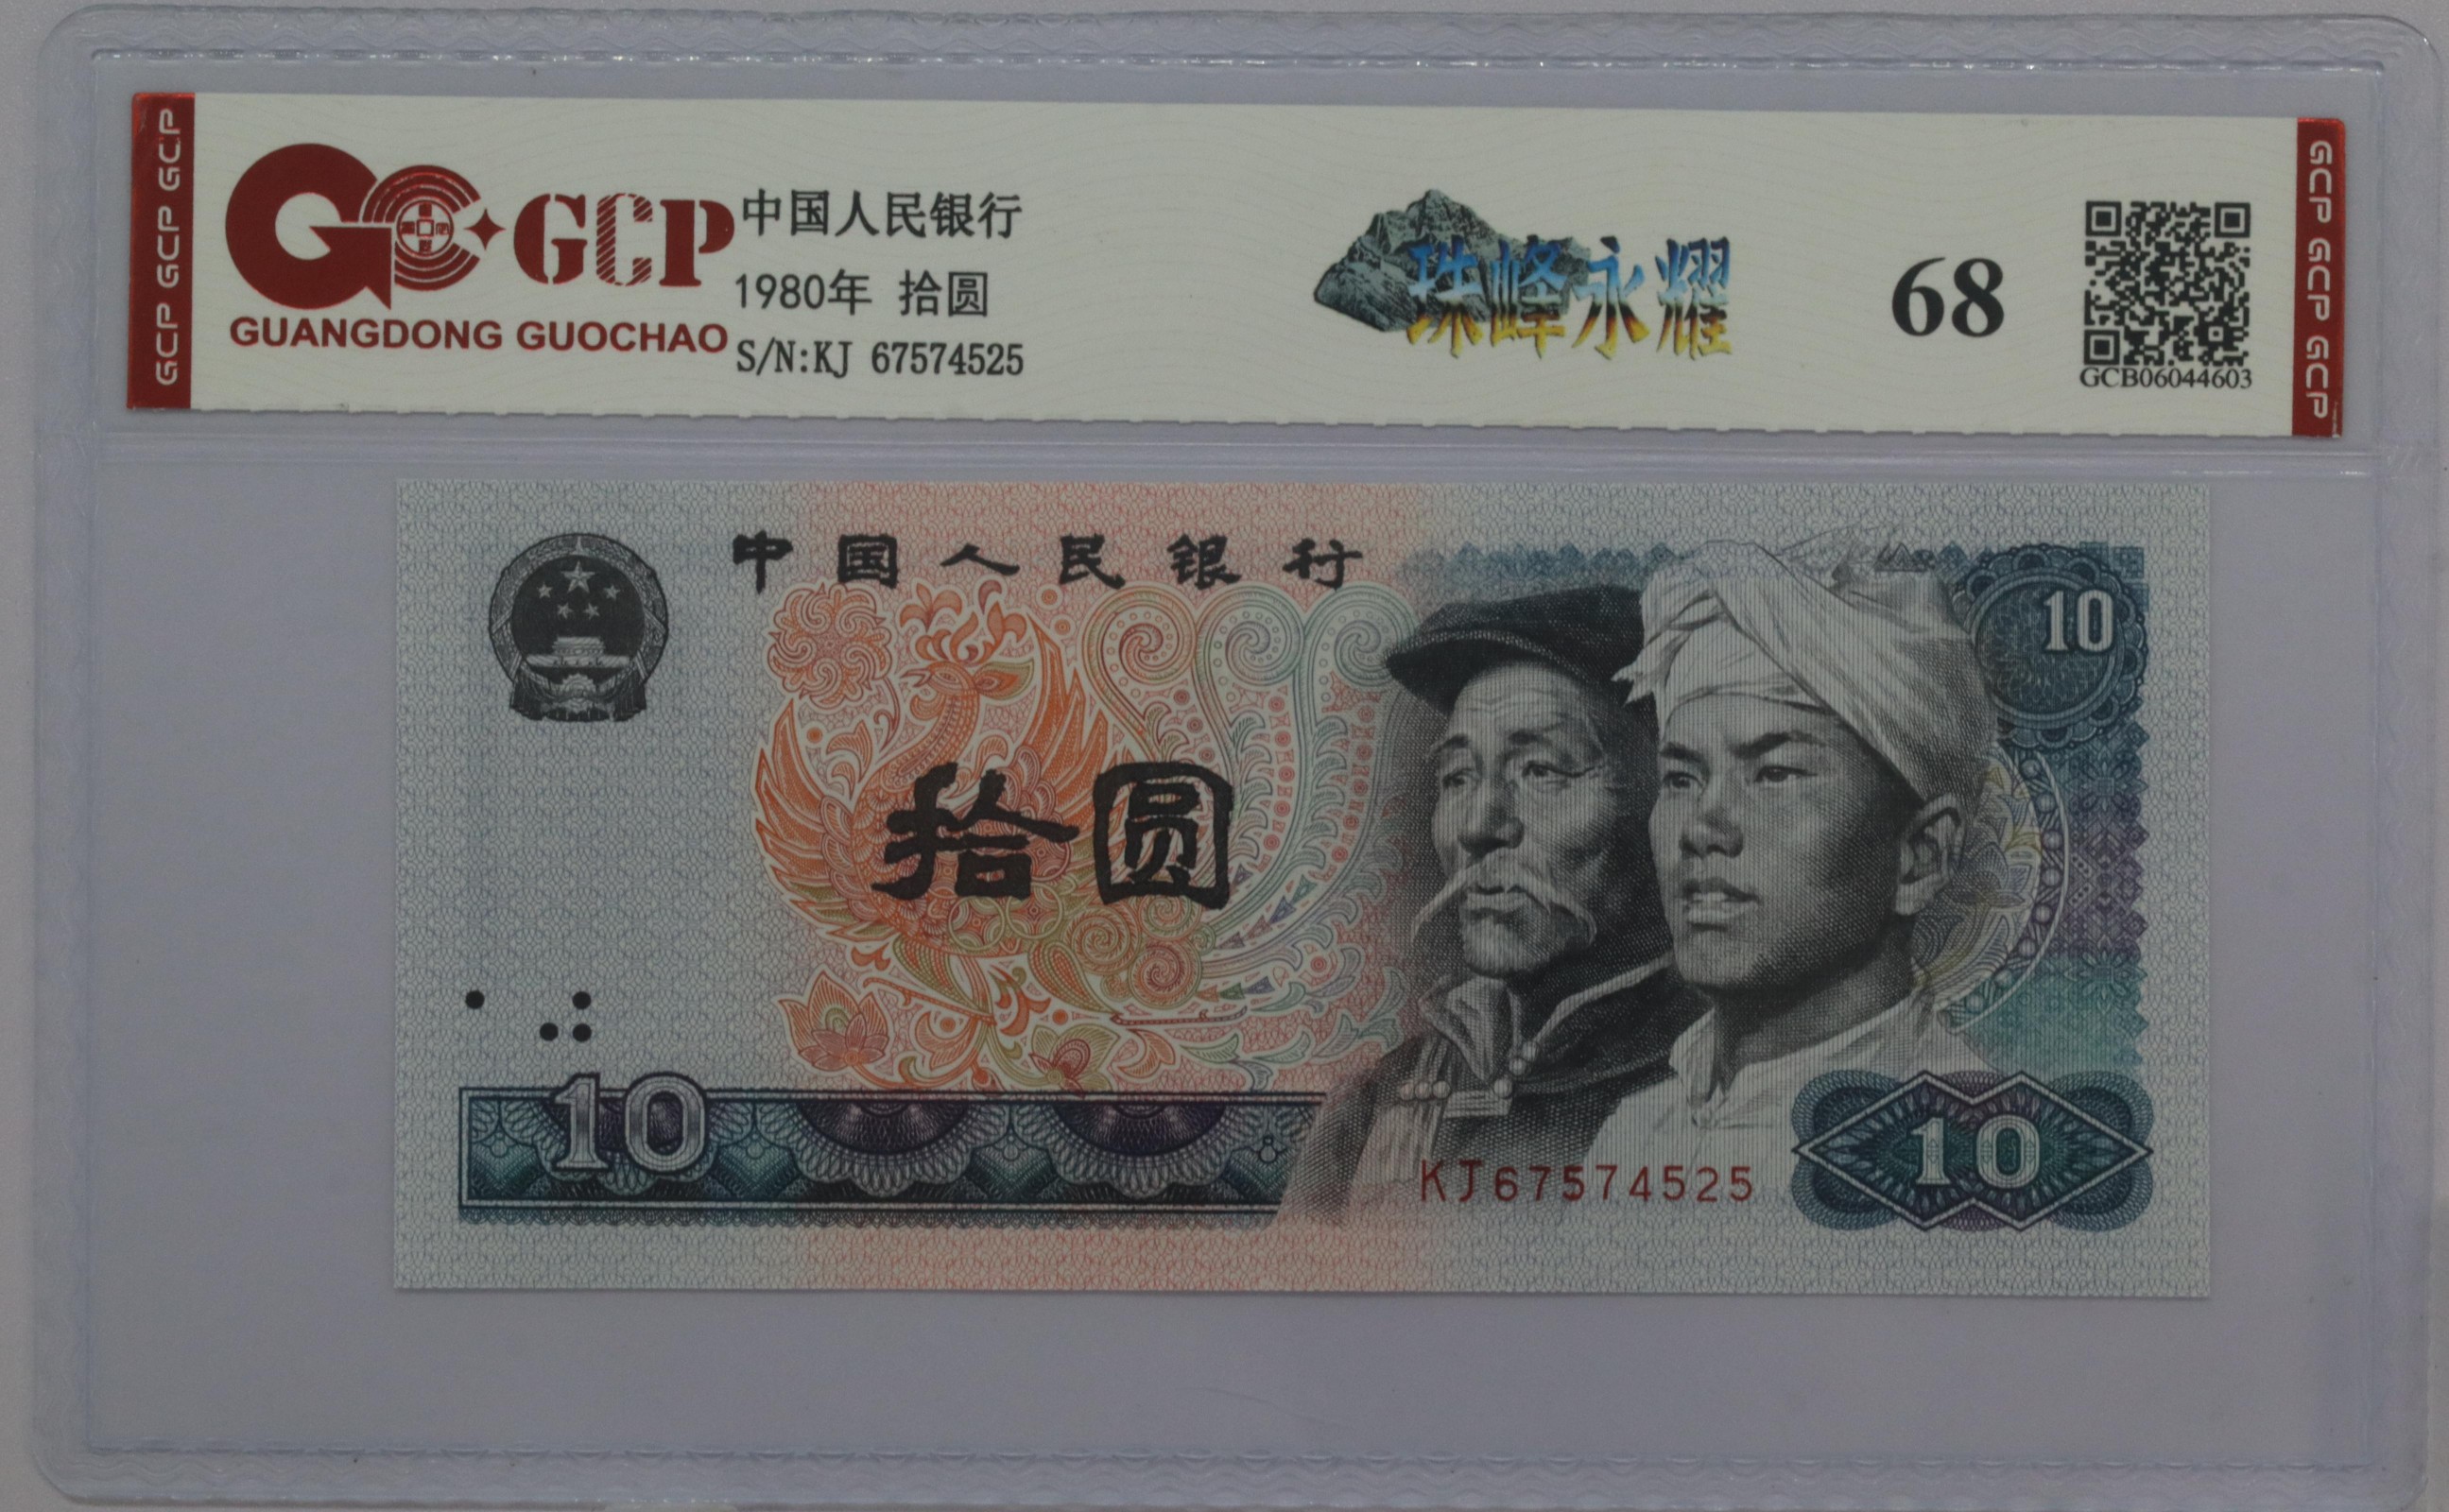 GCP GCP GCP
GCP
GUANGDONG GUOCHAO
中国人民银行
1980年 拾圆
S/N:KJ 67574525
珠峰永耀
68
GCB06044603
GCP GCP GCP
中国人民银行
10
拾圆
10
KJ67574525
10